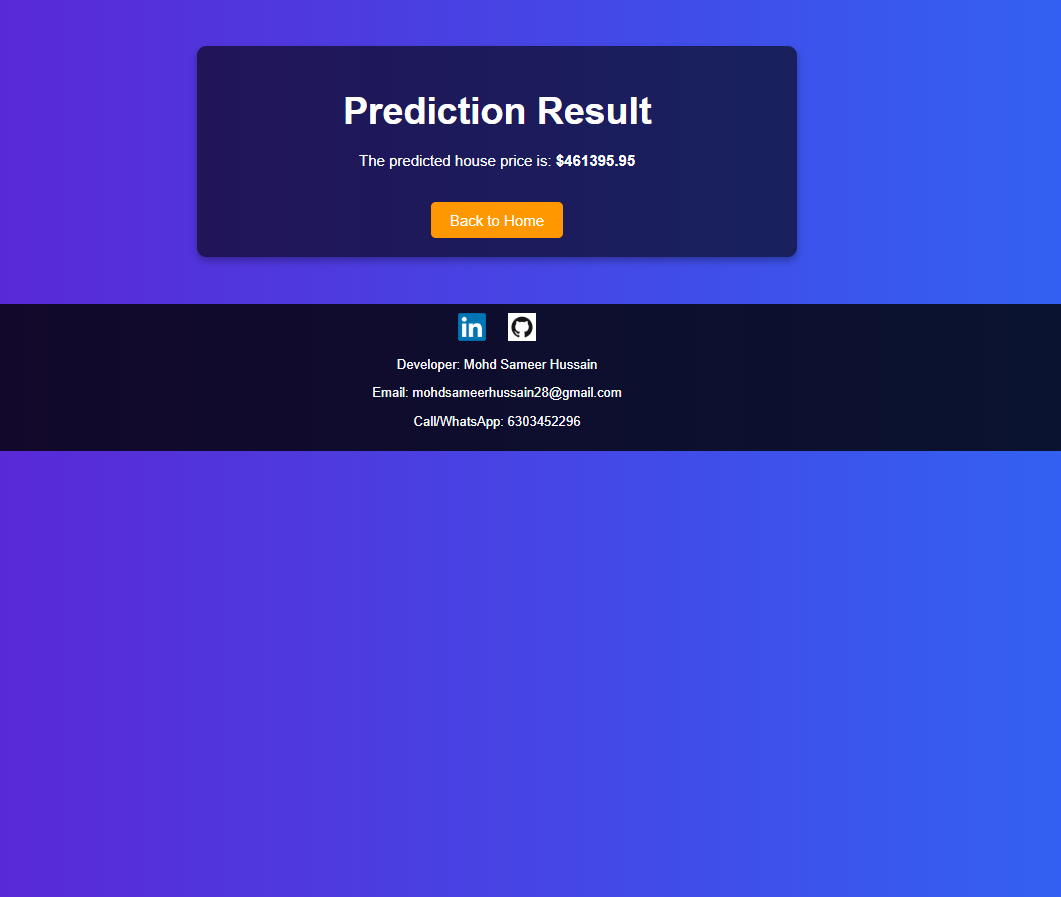 Prediction Result
The predicted house price is: $461395.95
Back to Home
in
Developer: Mohd Sameer Hussain
Email: mohdsameerhussain28@gmail.com
Call/WhatsApp: 6303452296